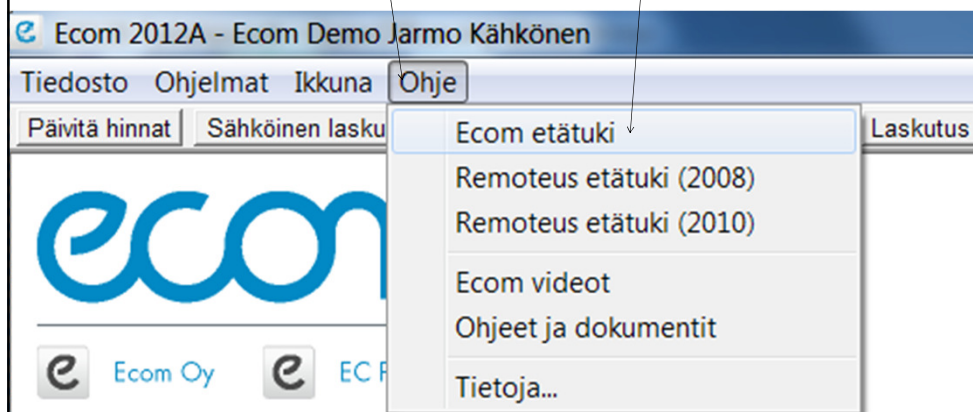 Ecom 2012A - Ecom Demo Jarmo Kähkönen
Tiedosto Ohjelmat Ikkuna Ohje
Päivitä hinnat Sähköinen lasku Laskutus
Ecom etätuki
Remoteus etätuki (2008)
Remoteus etätuki (2010)
Ecom videot
Ohjeet ja dokumentit
Tietoja...
ecom
Ecom Oy EC